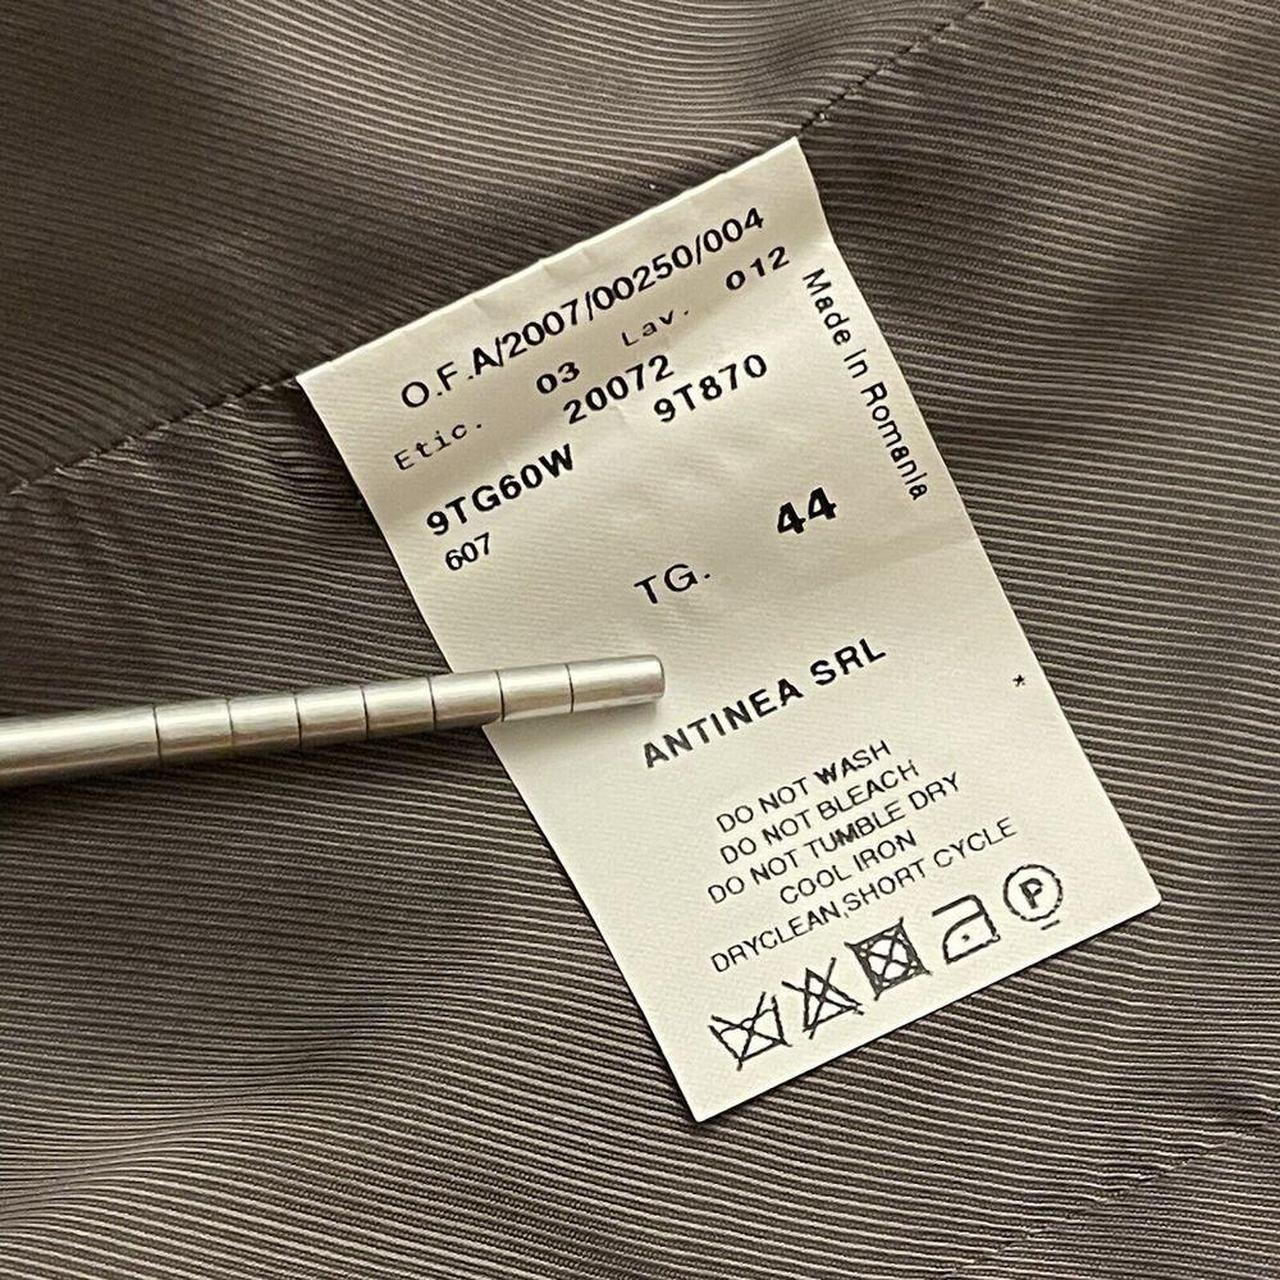 O.F.A/2007/00250/004
Etic. 03 Lav. 012
20072
9TG60W 9T870
607
TG. 44
Made in Romania
ANTINEA SRL
*
DO NOT WASH
DO NOT BLEACH
DO NOT TUMBLE DRY
COOL IRON
DRYCLEAN,SHORT CYCLE
P